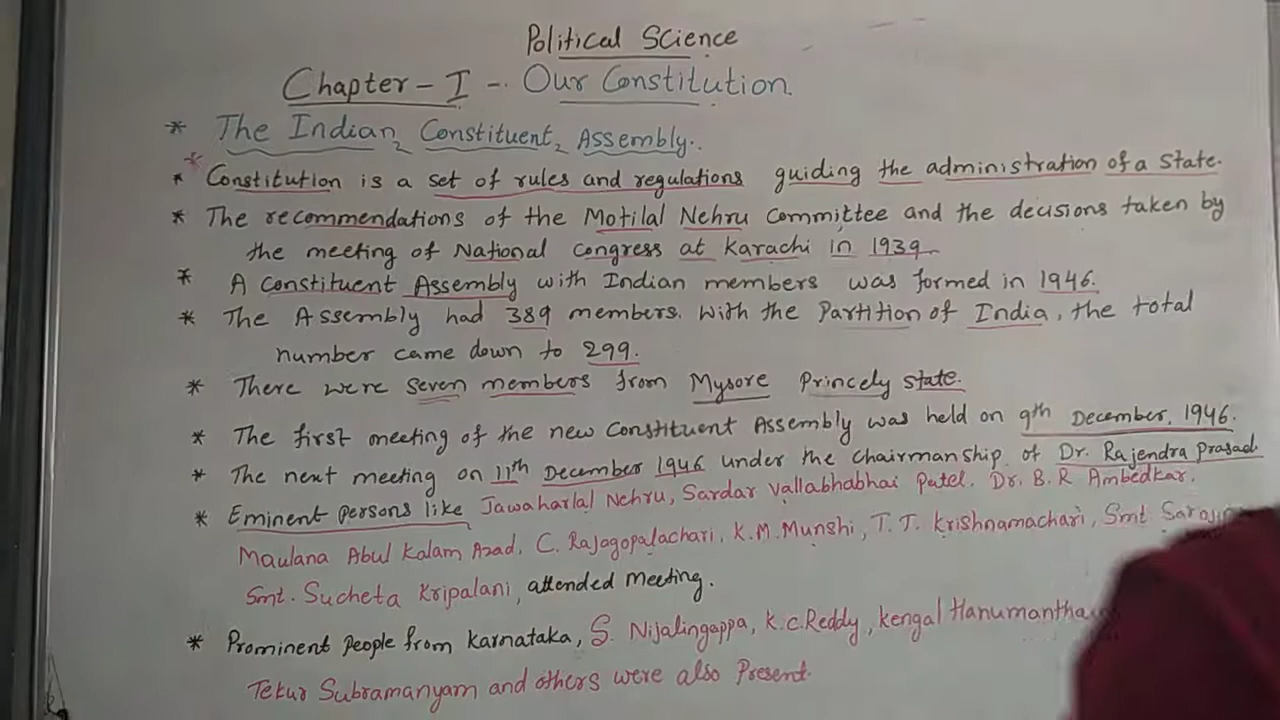 Political Science
Chapter - I - Our Constitution.
* The Indian Constituent Assembly.
* Constitution is a set of rules and regulations guiding the administration of a state.
* The recommendations of the Motilal Nehru Committee and the decisions taken by
the meeting of National Congress at Karachi in 1939
* A Constituent Assembly with Indian members was formed in 1946.
* The Assembly had 389 members. With the Partition of India, the total
number came down to 299.
* There were seven members from Mysore Princely state.
* The first meeting of the new Constituent Assembly was held on 9th December, 1946.
* The next meeting on 11th December 1946 under the chairmanship of Dr. Rajendra Prasad
* Eminent persons like Jawaharlal Nehru, Sardar Vallabhabhai Patel. Dr. B. R Ambedkar.
Maulana Abul Kalam Azad, C. Rajagopalachari, K.M. Munshi, T. T. Krishnamachari, Smt
Smt. Sucheta Kripalani, attended meeting.
* Prominent people from Karnataka, S. Nijalingappa, K.C. Reddy, Kengal
Tekur Subramanyam and others were also Present.